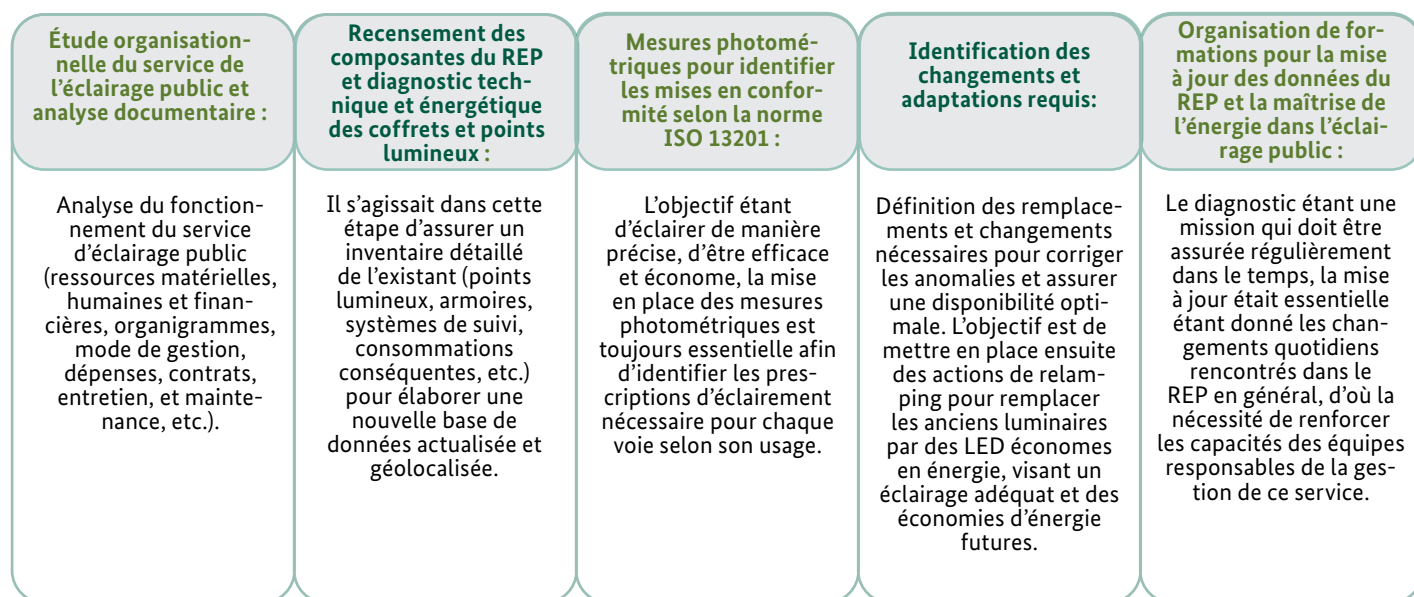 Étude organisation-
nelle du service de
l'éclairage public et
analyse documentaire :
Analyse du fonction-
nement du service
d'éclairage public
(ressources matérielles,
humaines et finan-
cières, organigrammes,
mode de gestion,
dépenses, contrats,
entretien, et mainte-
nance, etc.).
Recensement des
composantes du REP
et diagnostic tech-
nique et énergétique
des coffrets et points
lumineux :
Il s'agissait dans cette
étape d'assurer un
inventaire détaillé
de l'existant (points
lumineux, armoires,
systèmes de suivi,
consommations
conséquentes, etc.)
pour élaborer une
nouvelle base de
données actualisée et
géolocalisée.
Mesures photomé-
triques pour identifier
les mises en confor-
mité selon la norme
ISO 13201 :
L'objectif étant
d'éclairer de manière
précise, d'être efficace
et économe, la mise
en place des mesures
photométriques est
toujours essentielle afin
d'identifier les pres-
criptions d'éclairement
nécessaire pour chaque
voie selon son usage.
Identification des
changements et
adaptations requis:
Définition des remplace-
ments et changements
nécessaires pour corriger
les anomalies et assurer
une disponibilité opti-
male. L'objectif est de
mettre en place ensuite
des actions de relam-
ping pour remplacer
les anciens luminaires
par des LED économes
en énergie, visant un
éclairage adéquat et des
économies d'énergie
futures.
Organisation de for-
mations pour la mise
à jour des données du
REP et la maîtrise de
l'énergie dans l'éclai-
rage public :
Le diagnostic étant une
mission qui doit être
assurée régulièrement
dans le temps, la mise
à jour était essentielle
étant donné les chan-
gements quotidiens
rencontrés dans le
REP en général, d'où la
nécessité de renforcer
les capacités des équipes
responsables de la ges-
tion de ce service.